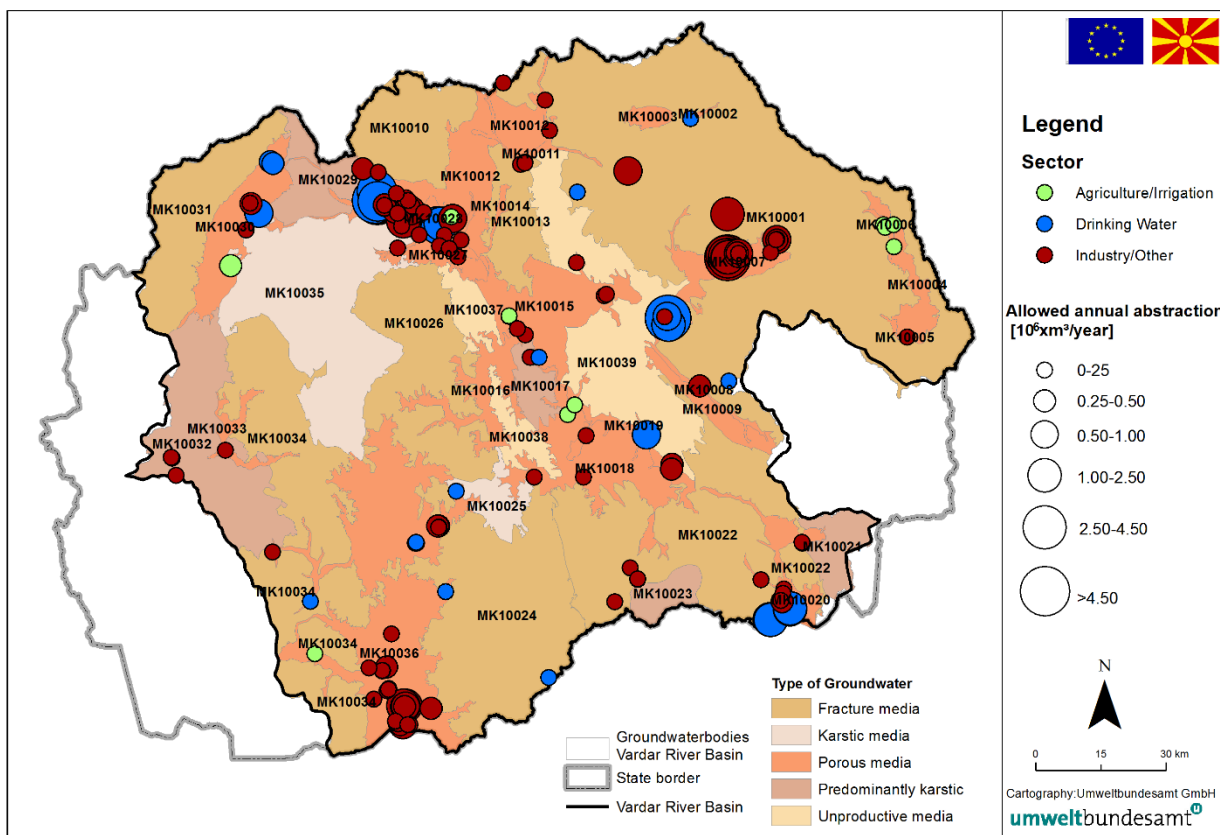 MK10010
MK10003
MK10002
MK10012
MK10011
MK10029
MK10012
MK10031
MK10014
MK10013
MK10001
MK10006
MK10030
MK10027
MK10007
MK10035
MK10004
MK10037
MK10015
MK10026
MK10005
MK10039
MK10016
MK10017
MK10008
MK10009
MK10033
MK10032
MK10034
MK10038
MK10019
MK10018
MK10025
MK10022
MK10021
MK10022
MK10034
MK10023
MK10020
MK10024
MK10034
MK10036
MK10034
Groundwaterbodies
Vardar River Basin
State border
Vardar River Basin
Type of Groundwater
Fracture media
Karstic media
Porous media
Predominantly karstic
Unproductive media
Legend
Sector
Agriculture/Irrigation
Drinking Water
Industry/Other
Allowed annual abstraction
[10⁶xm³/year]
0-25
0.25-0.50
0.50-1.00
1.00-2.50
2.50-4.50
>4.50
N
0 15 30 km
Cartography:Umweltbundesamt GmbH
umweltbundesamt U